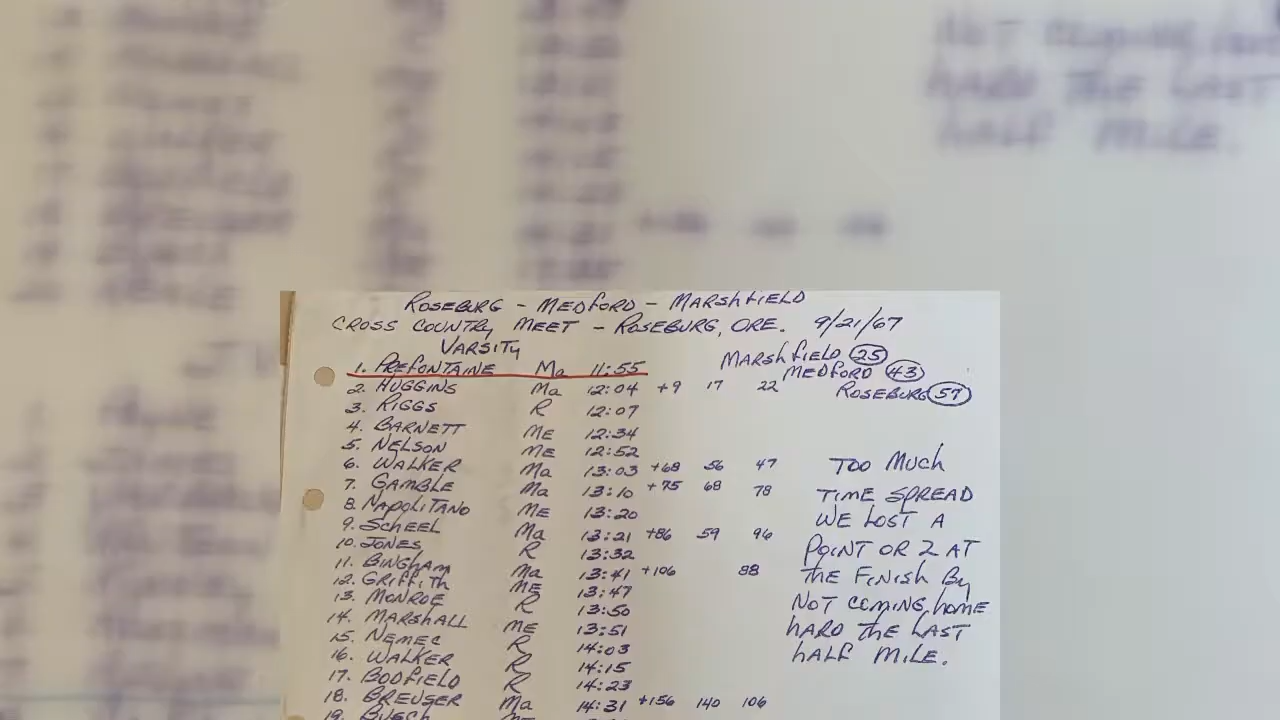 ROSEBURG - MEDFORD - MARSHFIELD
CROSS COUNTRY MEET - ROSEBURG, ORE. 9/21/67
VARSITY
MARSHFIELD 25
MEDFORD 43
ROSEBURG 57
1. PREFONTAINE Ma 11:55
2. HUGGINS Ma 12:04 +9 17 22
3. RIGGS R 12:07
4. BARNETT ME 12:34
5. NELSON ME 12:52
6. WALKER Ma 13:03 +68 56 47
7. GAMBLE Ma 13:10 +75 68 78
8. NAPOLITANO ME 13:20
9. SCHEEL Ma 13:21 +86 59 96
10. JONES R 13:32
11. BINGHAM Ma 13:41 +106 88
12. GRIFFITH ME 13:47
13. MONROE R 13:50
14. MARSHALL ME 13:51
15. NEMEC R 14:03
16. WALKER R 14:15
17. BODFIELD R 14:23
18. BREUSER Ma 14:31 +156 140 106
19. BUSCH
TOO MUCH
TIME SPREAD
WE LOST A
POINT OR 2 AT
THE FINISH BY
NOT COMING HOME
HARD THE LAST
HALF MILE.